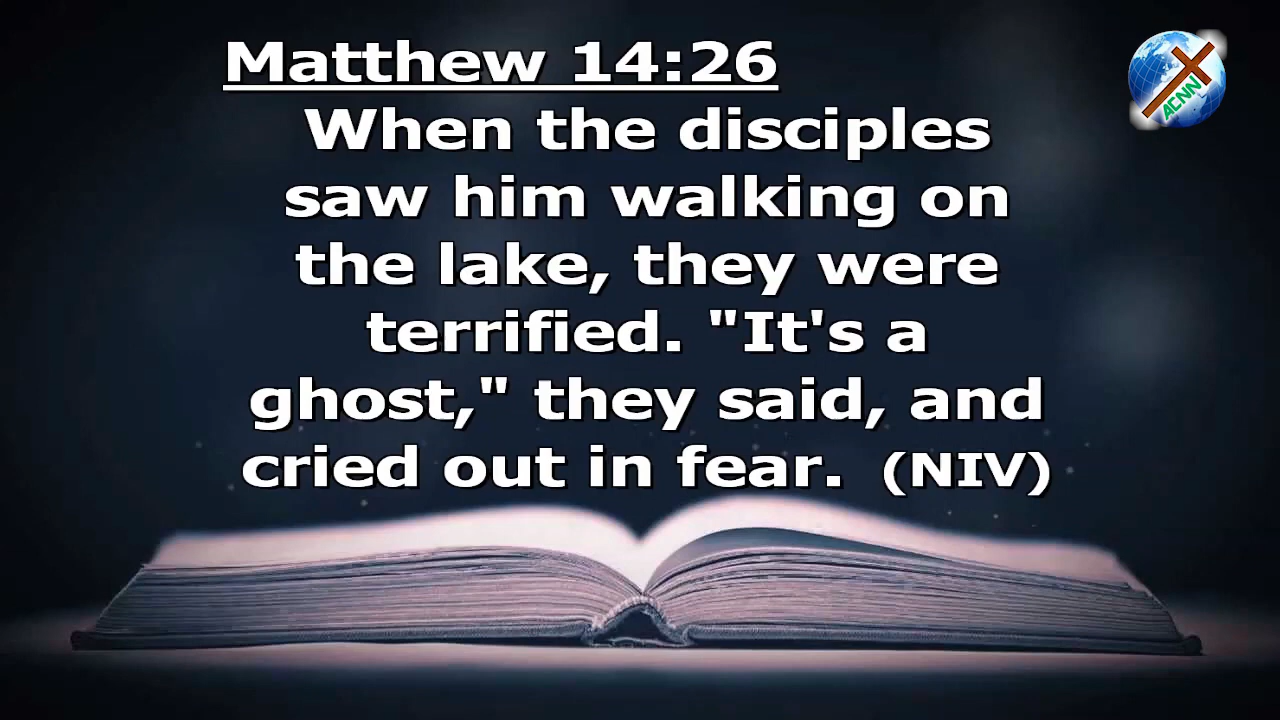 Matthew 14:26
When the disciples
saw him walking on
the lake, they were
terrified. "It's a
ghost," they said, and
cried out in fear. (NIV)
ACNN